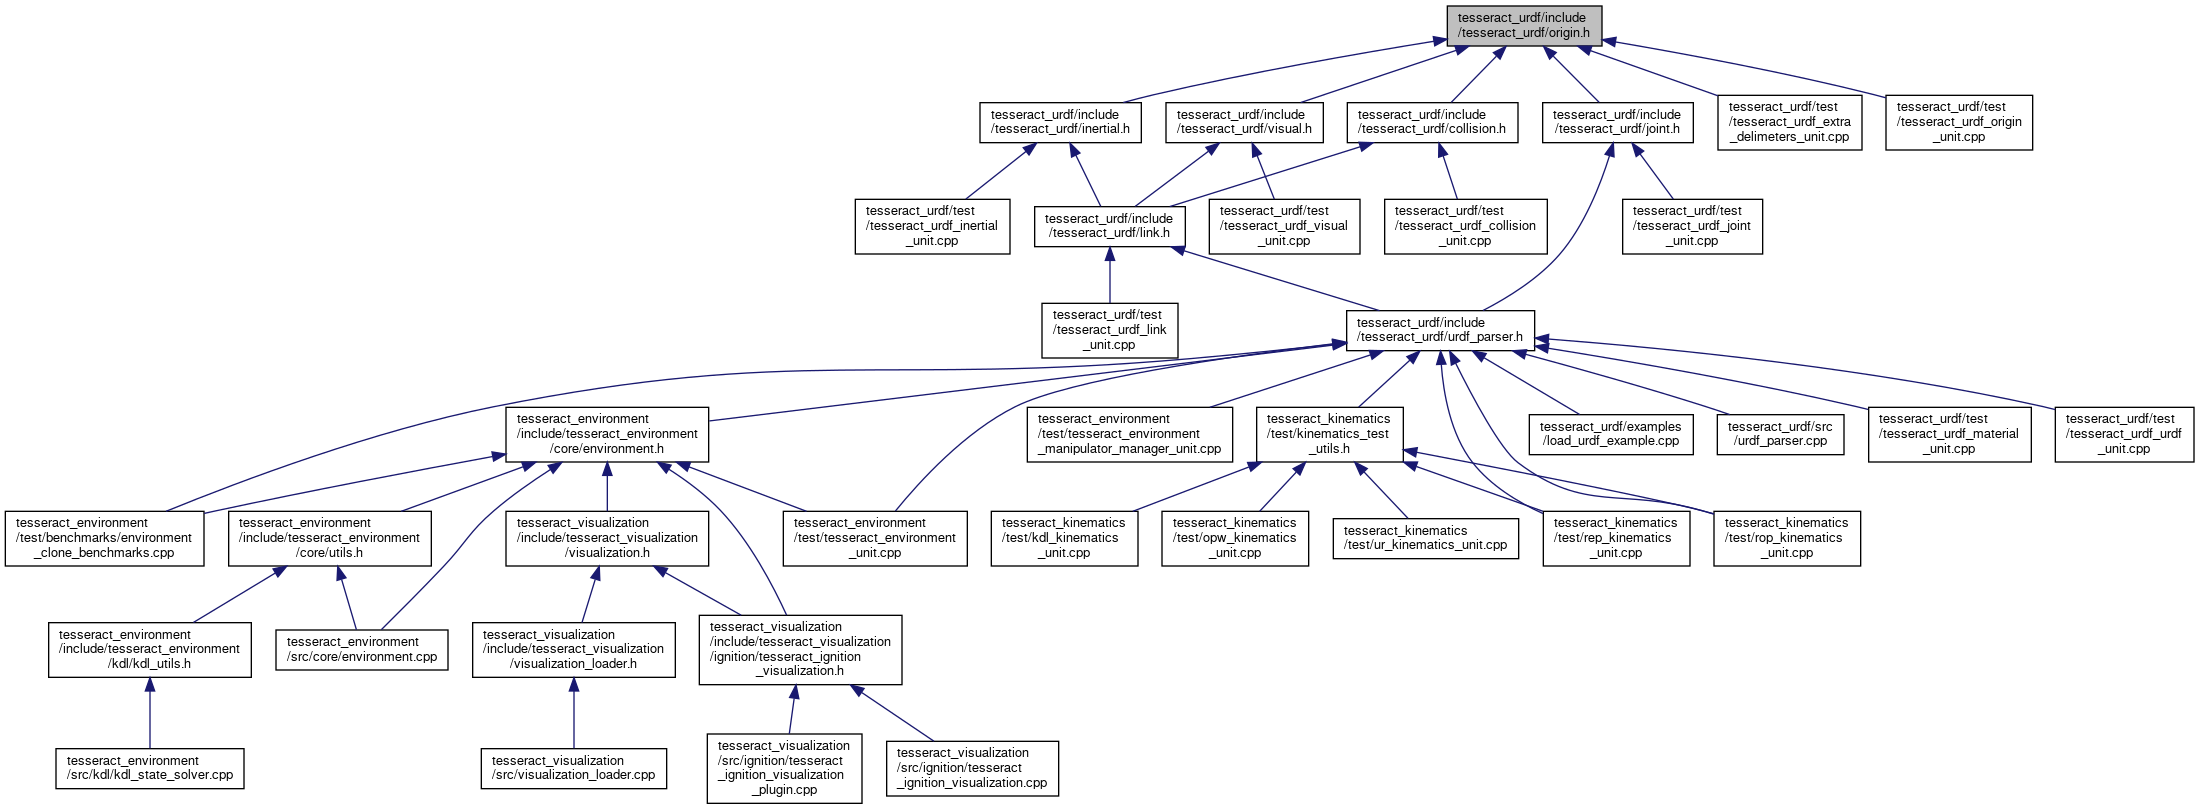 tesseract_urdf/include
/tesseract_urdf/origin.h
tesseract_urdf/include
/tesseract_urdf/inertial.h
tesseract_urdf/include
/tesseract_urdf/visual.h
tesseract_urdf/include
/tesseract_urdf/collision.h
tesseract_urdf/include
/tesseract_urdf/joint.h
tesseract_urdf/test
/tesseract_urdf_extra
_delimeters_unit.cpp
tesseract_urdf/test
/tesseract_urdf_origin
_unit.cpp
tesseract_urdf/test
/tesseract_urdf_inertial
_unit.cpp
tesseract_urdf/include
/tesseract_urdf/link.h
tesseract_urdf/test
/tesseract_urdf_visual
_unit.cpp
tesseract_urdf/test
/tesseract_urdf_collision
_unit.cpp
tesseract_urdf/test
/tesseract_urdf_joint
_unit.cpp
tesseract_urdf/test
/tesseract_urdf_link
_unit.cpp
tesseract_urdf/include
/tesseract_urdf/urdf_parser.h
tesseract_environment
/include/tesseract_environment
/core/environment.h
tesseract_environment
/test/tesseract_environment
_manipulator_manager_unit.cpp
tesseract_kinematics
/test/kinematics_test
_utils.h
tesseract_urdf/examples
/load_urdf_example.cpp
tesseract_urdf/src
/urdf_parser.cpp
tesseract_urdf/test
/tesseract_urdf_material
_unit.cpp
tesseract_urdf/test
/tesseract_urdf_urdf
_unit.cpp
tesseract_environment
/test/benchmarks/environment
_clone_benchmarks.cpp
tesseract_environment
/include/tesseract_environment
/core/utils.h
tesseract_visualization
/include/tesseract_visualization
/visualization.h
tesseract_environment
/test/tesseract_environment
_unit.cpp
tesseract_kinematics
/test/kdl_kinematics
_unit.cpp
tesseract_kinematics
/test/opw_kinematics
_unit.cpp
tesseract_kinematics
/test/ur_kinematics_unit.cpp
tesseract_kinematics
/test/rep_kinematics
_unit.cpp
tesseract_kinematics
/test/rop_kinematics
_unit.cpp
tesseract_environment
/include/tesseract_environment
/kdl/kdl_utils.h
tesseract_environment
/src/core/environment.cpp
tesseract_visualization
/include/tesseract_visualization
/visualization_loader.h
tesseract_visualization
/include/tesseract_visualization
/ignition/tesseract_ignition
_visualization.h
tesseract_environment
/src/kdl/kdl_state_solver.cpp
tesseract_visualization
/src/visualization_loader.cpp
tesseract_visualization
/src/ignition/tesseract
_ignition_visualization
_plugin.cpp
tesseract_visualization
/src/ignition/tesseract
_ignition_visualization.cpp